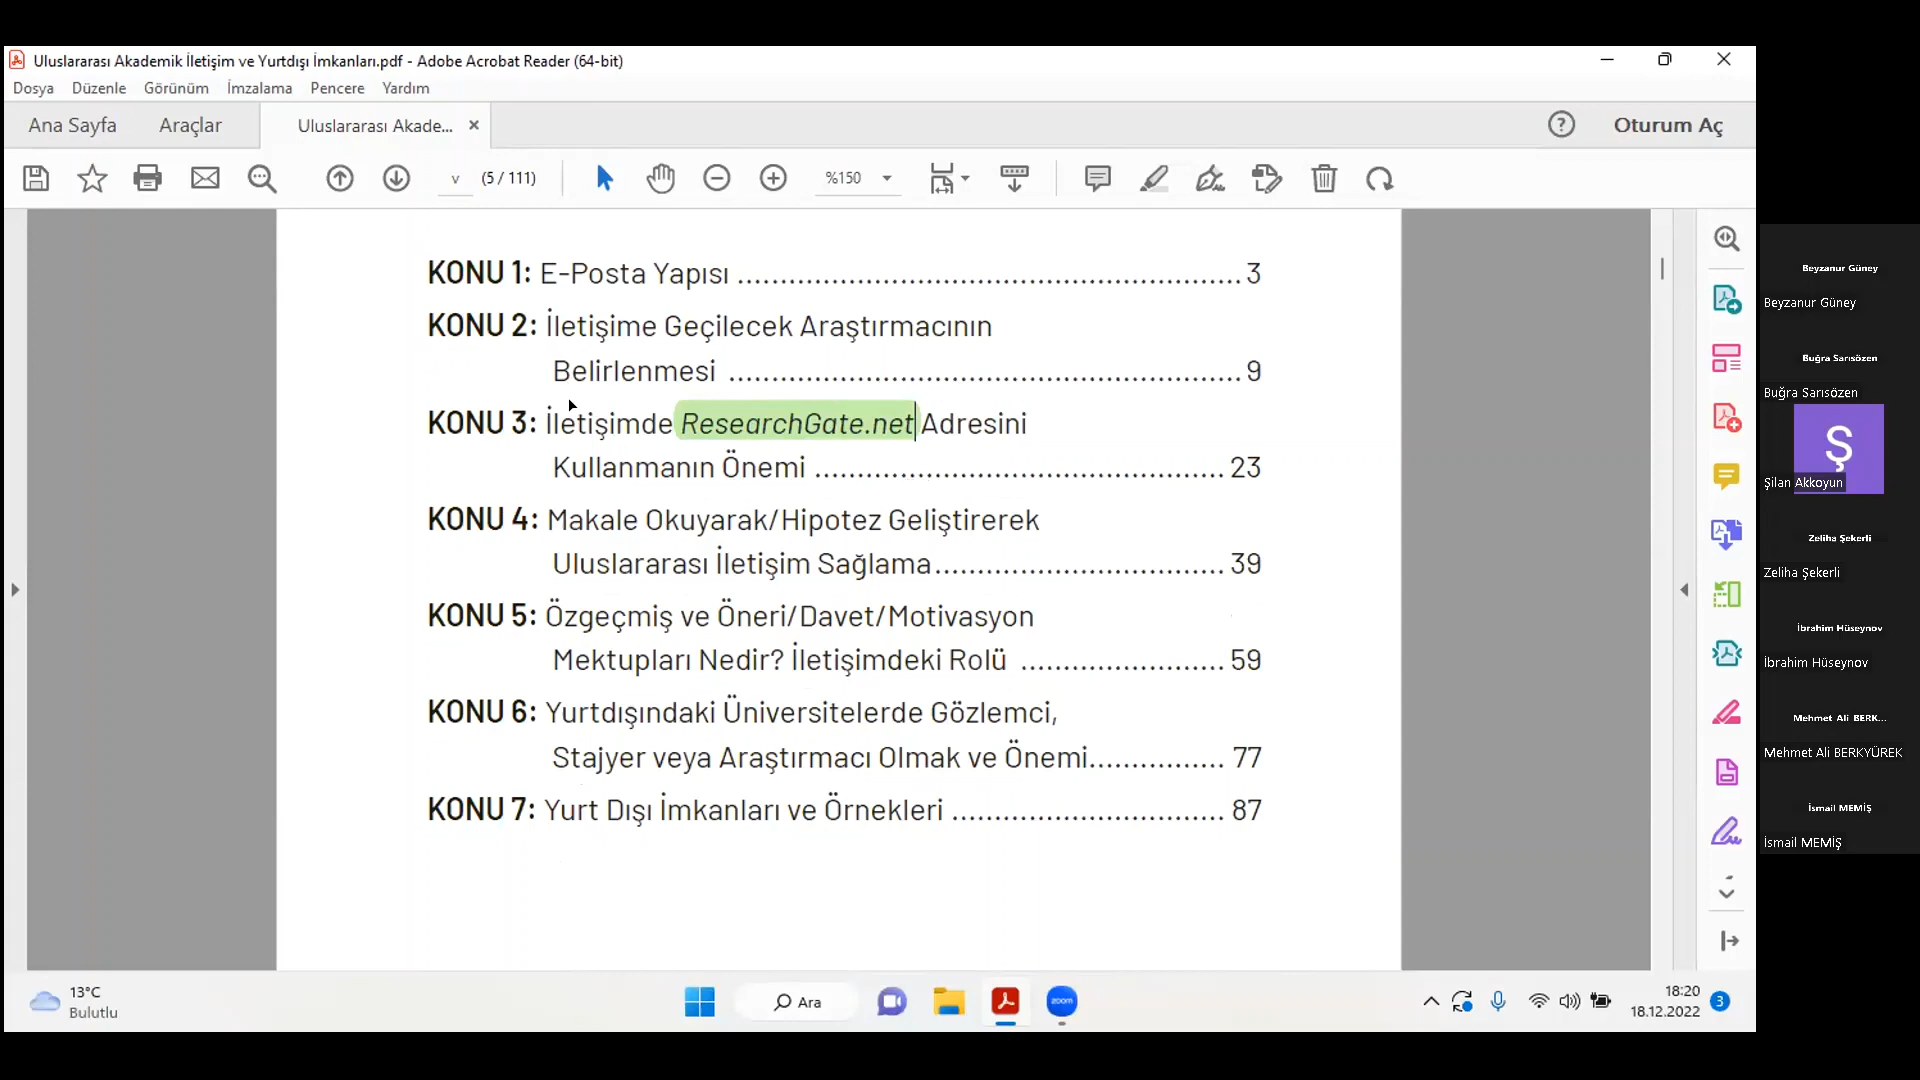 Uluslararası Akademik İletişim ve Yurtdışı İmkanları.pdf - Adobe Acrobat Reader (64-bit)
Dosya Düzenle Görünüm İmzalama Pencere Yardım
Ana Sayfa Araçlar Uluslararası Akade... Oturum Aç
v (5 / 111) %150
KONU 1: E-Posta Yapısı ........................................................ 3
KONU 2: İletişime Geçilecek Araştırmacının
Belirlenmesi ........................................................ 9
KONU 3: İletişimde ResearchGate.net Adresini
Kullanmanın Önemi ............................................. 23
KONU 4: Makale Okuyarak/Hipotez Geliştirerek
Uluslararası İletişim Sağlama................................ 39
KONU 5: Özgeçmiş ve Öneri/Davet/Motivasyon
Mektupları Nedir? İletişimdeki Rolü ...................... 59
KONU 6: Yurtdışındaki Üniversitelerde Gözlemci,
Stajyer veya Araştırmacı Olmak ve Önemi............... 77
KONU 7: Yurt Dışı İmkanları ve Örnekleri .............................. 87
Beyzanur Güney
Beyzanur Güney
Buğra Sarısözen
Buğra Sarısözen
Ş
Şilan Akkoyun
Zeliha Şekerli
Zeliha Şekerli
İbrahim Hüseynov
İbrahim Hüseynov
Mehmet Ali BERK...
Mehmet Ali BERKYÜREK
İsmail MEMİŞ
İsmail MEMİŞ
13°C
Bulutlu
Ara
zoom
18:20
18.12.2022
3